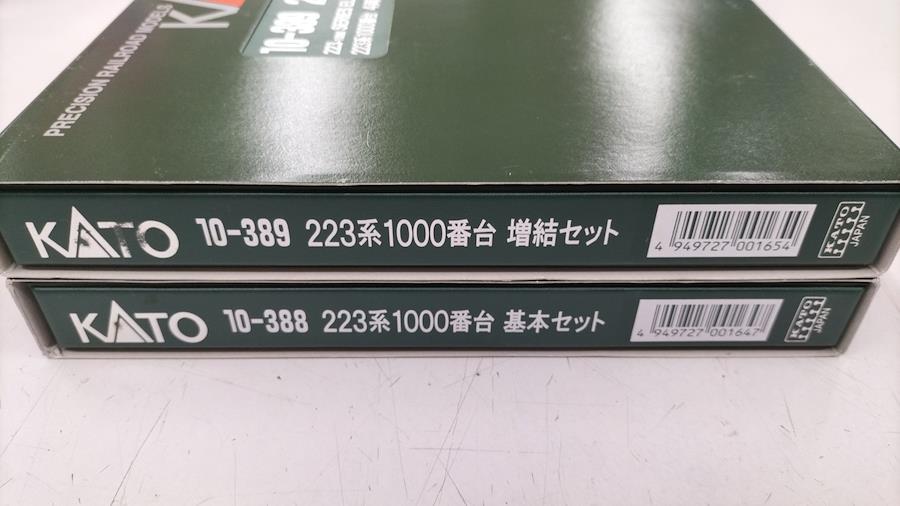 PRECISION RAILROAD MODELS
10-389
KATO 10-389 223系1000番台 増結セット
4 949727 001654
KATO
JAPAN
KATO 10-388 223系1000番台 基本セット
4 949727 001647
KATO
JAPAN